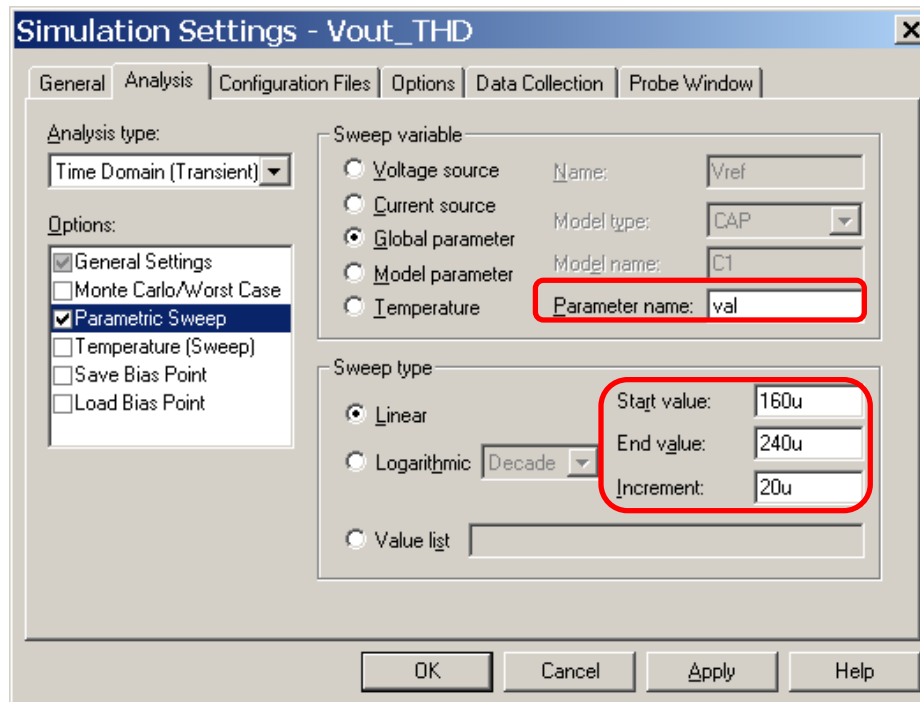 Simulation Settings - Vout_THD
General Analysis Configuration Files Options Data Collection Probe Window
Analysis type:
Time Domain (Transient)
Options:
General Settings
Monte Carlo/Worst Case
Parametric Sweep
Temperature (Sweep)
Save Bias Point
Load Bias Point
Sweep variable
Voltage source
Current source
Global parameter
Model parameter
Temperature
Name: Vref
Model type: CAP
Model name: C1
Parameter name: val
Sweep type
Linear
Logarithmic Decade
Value list
Start value: 160u
End value: 240u
Increment: 20u
OK Cancel Apply Help